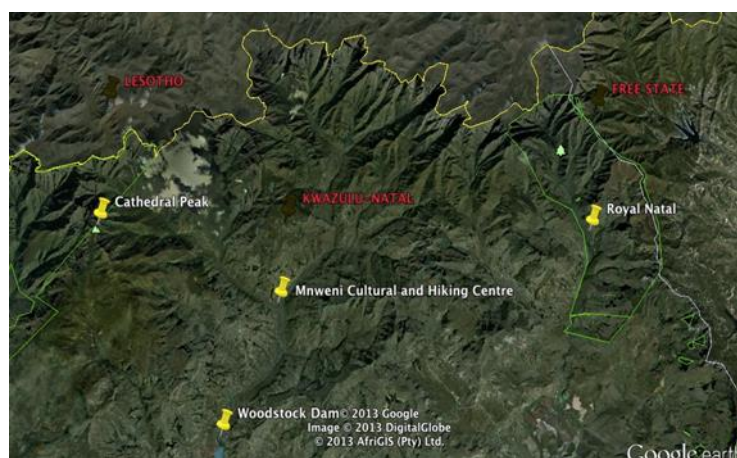 LESOTHO
FREE STATE
Cathedral Peak
KWAZULU-NATAL
Royal Natal
Mnweni Cultural and Hiking Centre
Woodstock Dam© 2013 Google
Image © 2013 DigitalGlobe
© 2013 AfriGIS (Pty) Ltd.
Google earth